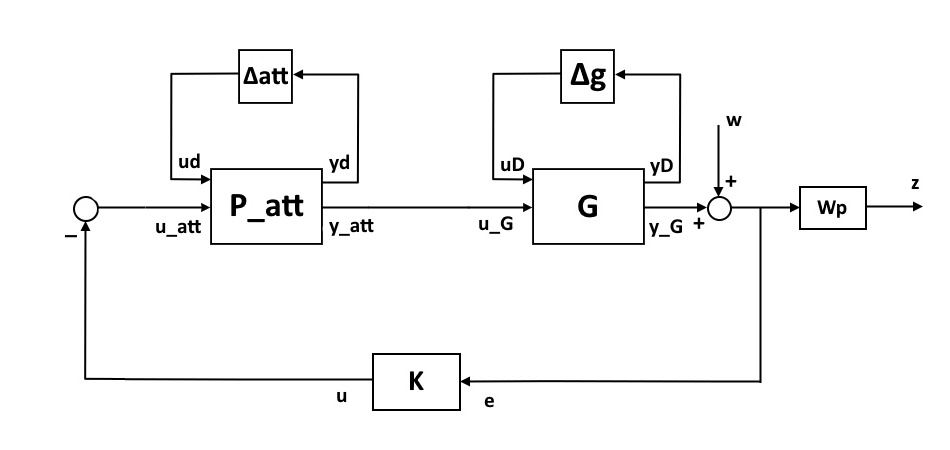 Δatt
Δg
w
ud
yd
uD
yD
+
z
P_att
G
Wp
–
u_att
y_att
u_G
y_G
+
K
u
e